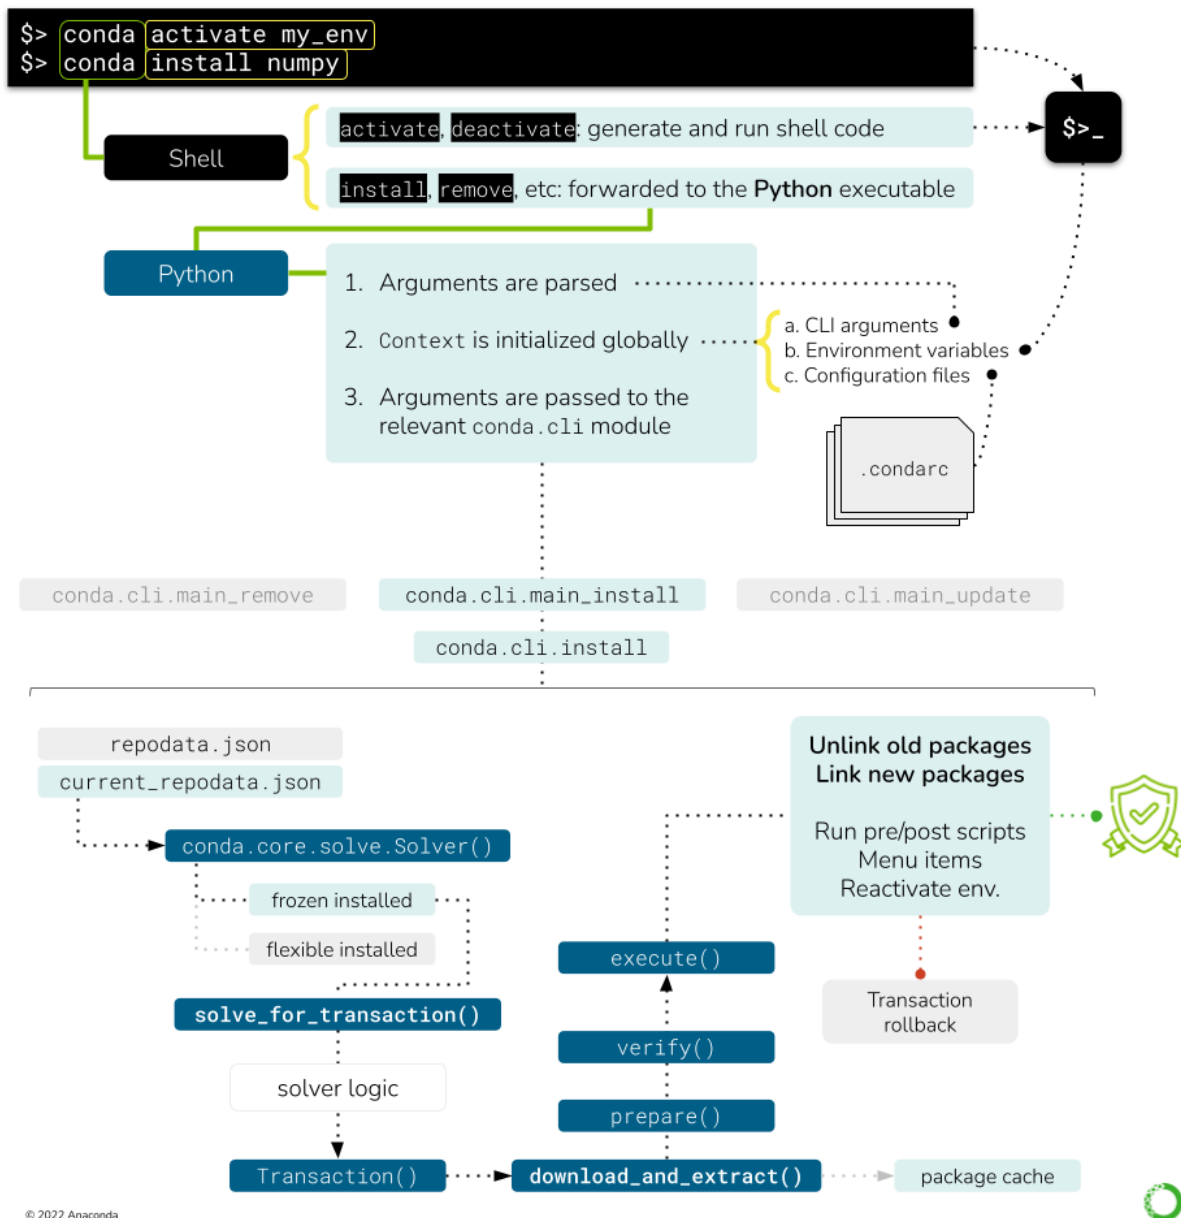 $> conda activate my_env
$> conda install numpy
$>_
Shell
activate, deactivate: generate and run shell code
install, remove, etc: forwarded to the Python executable
Python
1. Arguments are parsed
2. Context is initialized globally
3. Arguments are passed to the
relevant conda.cli module
a. CLI arguments
b. Environment variables
c. Configuration files
.condarc
conda.cli.main_remove
conda.cli.main_install
conda.cli.main_update
conda.cli.install
repodata.json
current_repodata.json
conda.core.solve.Solver()
frozen installed
flexible installed
solve_for_transaction()
solver logic
Transaction()
download_and_extract()
package cache
prepare()
verify()
execute()
Unlink old packages
Link new packages
Run pre/post scripts
Menu items
Reactivate env.
Transaction
rollback
© 2022 Anaconda